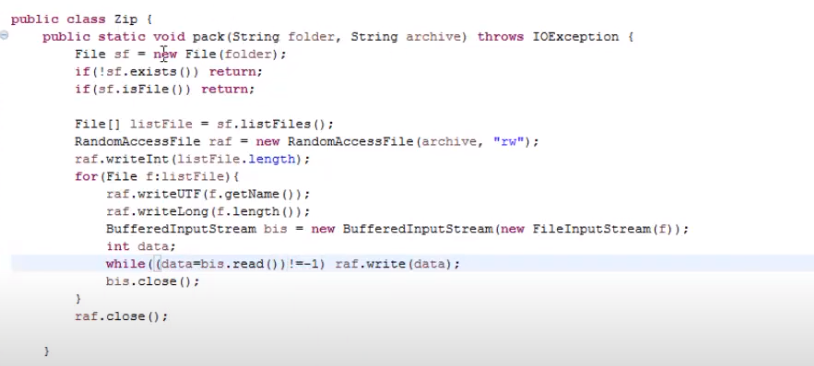 public class Zip {
public static void pack(String folder, String archive) throws IOException {
File sf = new File(folder);
if(!sf.exists()) return;
if(sf.isFile()) return;
File[] listFile = sf.listFiles();
RandomAccessFile raf = new RandomAccessFile(archive, "rw");
raf.writeInt(listFile.length);
for(File f:listFile){
raf.writeUTF(f.getName());
raf.writeLong(f.length());
BufferedInputStream bis = new BufferedInputStream(new FileInputStream(f));
int data;
while((data=bis.read())!=-1) raf.write(data);
bis.close();
}
raf.close();
}